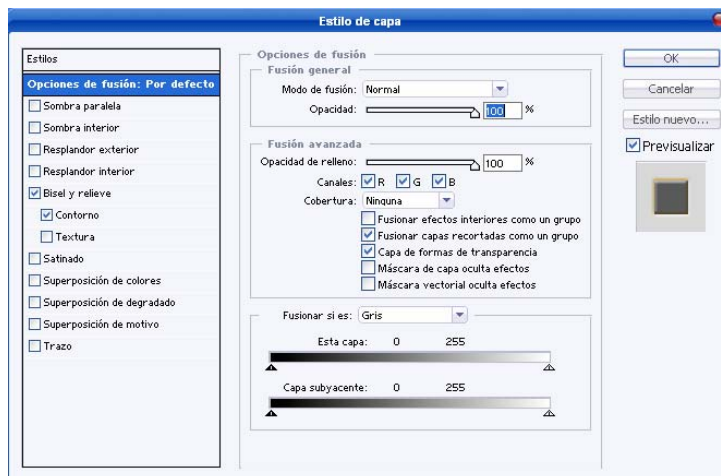 Estilo de capa
Estilos
Opciones de fusión: Por defecto
Sombra paralela
Sombra interior
Resplandor exterior
Resplandor interior
Bisel y relieve
Contorno
Textura
Satinado
Superposición de colores
Superposición de degradado
Superposición de motivo
Trazo
Opciones de fusión
Fusión general
Modo de fusión: Normal
Opacidad: 100 %
Fusión avanzada
Opacidad de relleno: 100 %
Canales: R G B
Cobertura: Ninguna
Fusionar efectos interiores como un grupo
Fusionar capas recortadas como un grupo
Capa de formas de transparencia
Máscara de capa oculta efectos
Máscara vectorial oculta efectos
Fusionar si es: Gris
Esta capa: 0 255
Capa subyacente: 0 255
OK
Cancelar
Estilo nuevo...
Previsualizar